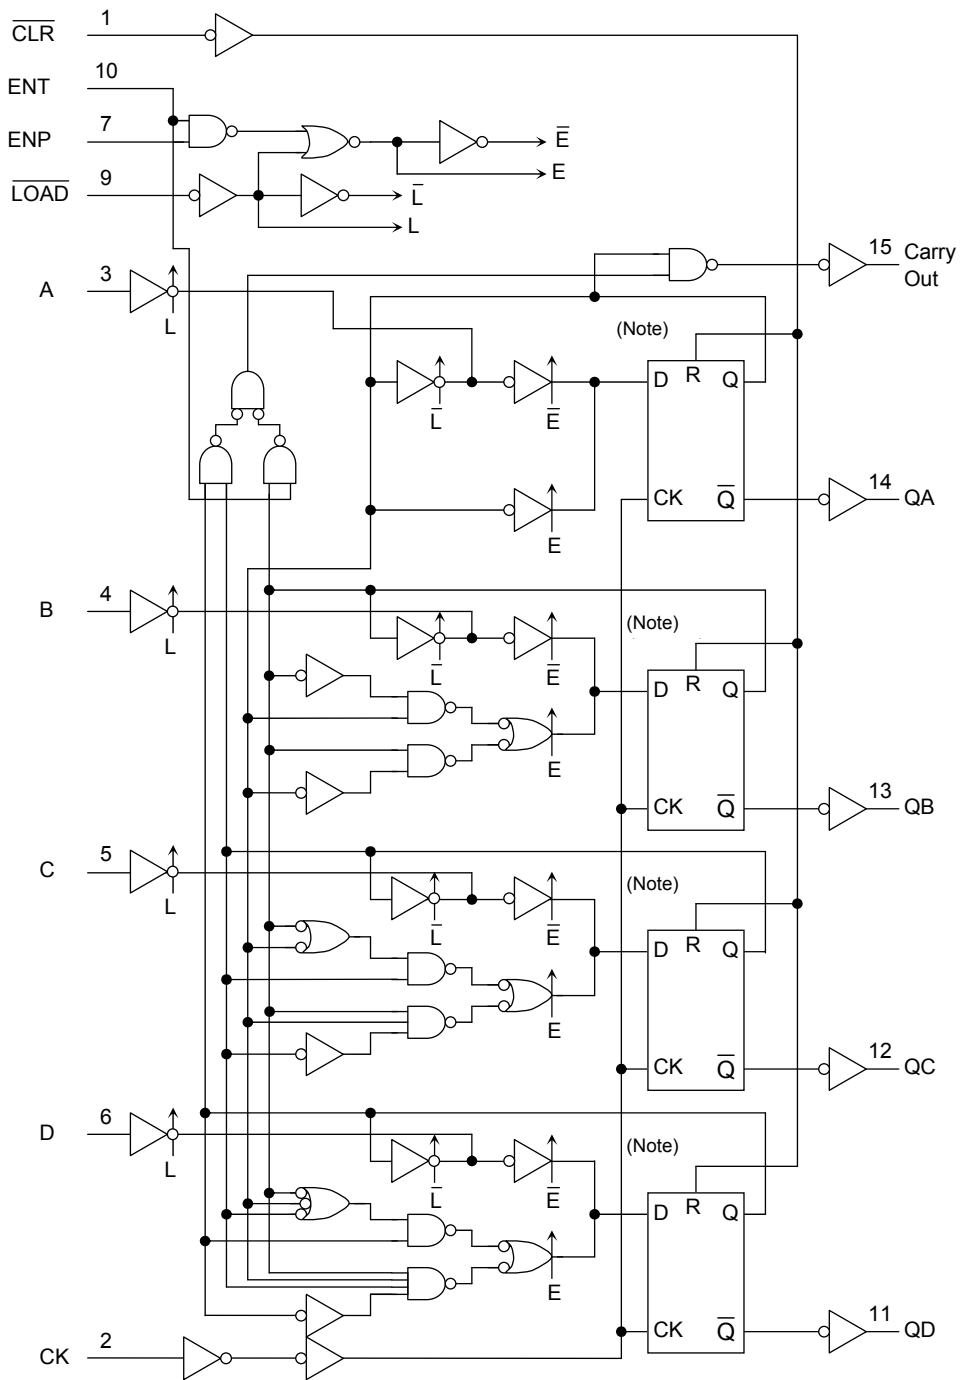 CLR 1
ENT 10
ENP 7
E̅
E
LOAD 9
L̅
L
A 3
L
15 Carry Out
(Note)
L̅
E̅
D R Q
CK Q̅
14 QA
E
B 4
L
(Note)
L̅
E̅
D R Q
E
CK Q̅
13 QB
C 5
L
(Note)
L̅
E̅
D R Q
E
CK Q̅
12 QC
D 6
L
(Note)
L̅
E̅
D R Q
E
CK Q̅
11 QD
CK 2